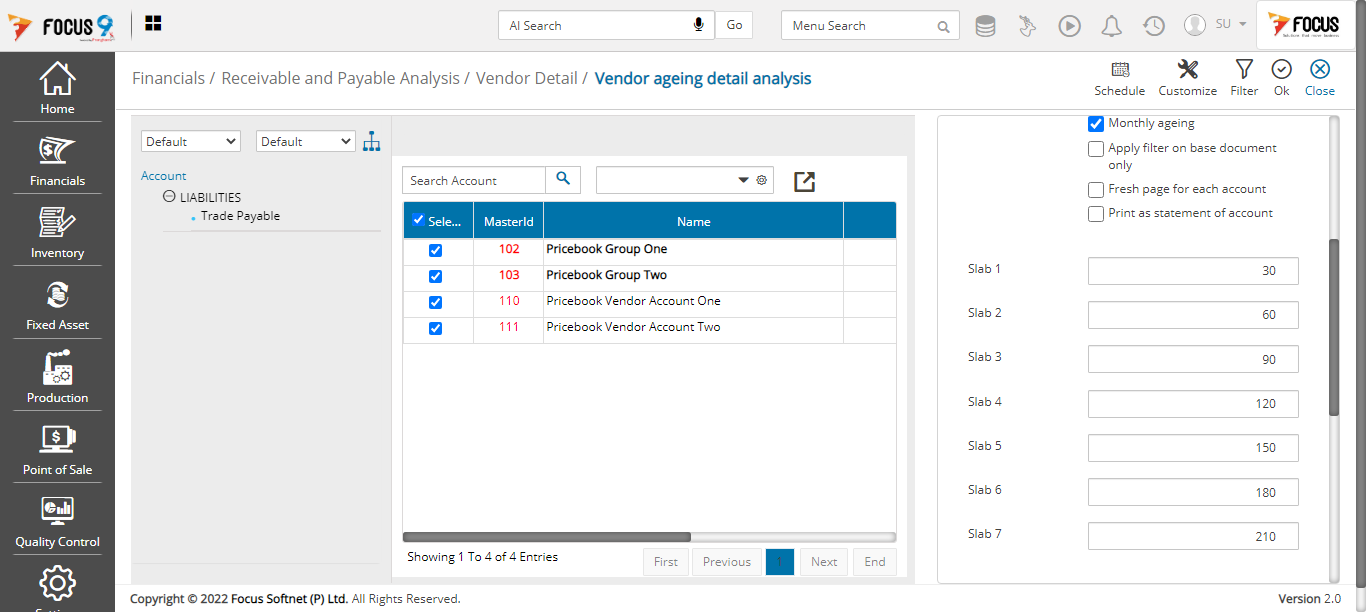 FOCUS 9
AI Search
Go
Menu Search
SU
FOCUS
Home
Financials
Inventory
Fixed Asset
Production
Point of Sale
Quality Control
Financials / Receivable and Payable Analysis / Vendor Detail / Vendor ageing detail analysis
Schedule
Customize
Filter
Ok
Close
Default
Default
Account
LIABILITIES
Trade Payable
Search Account
Sele... MasterId Name
102 Pricebook Group One
103 Pricebook Group Two
110 Pricebook Vendor Account One
111 Pricebook Vendor Account Two
Showing 1 To 4 of 4 Entries
First Previous 1 Next End
Monthly ageing
Apply filter on base document
only
Fresh page for each account
Print as statement of account
Slab 1 30
Slab 2 60
Slab 3 90
Slab 4 120
Slab 5 150
Slab 6 180
Slab 7 210
Copyright © 2022 Focus Softnet (P) Ltd. All Rights Reserved.
Version 2.0